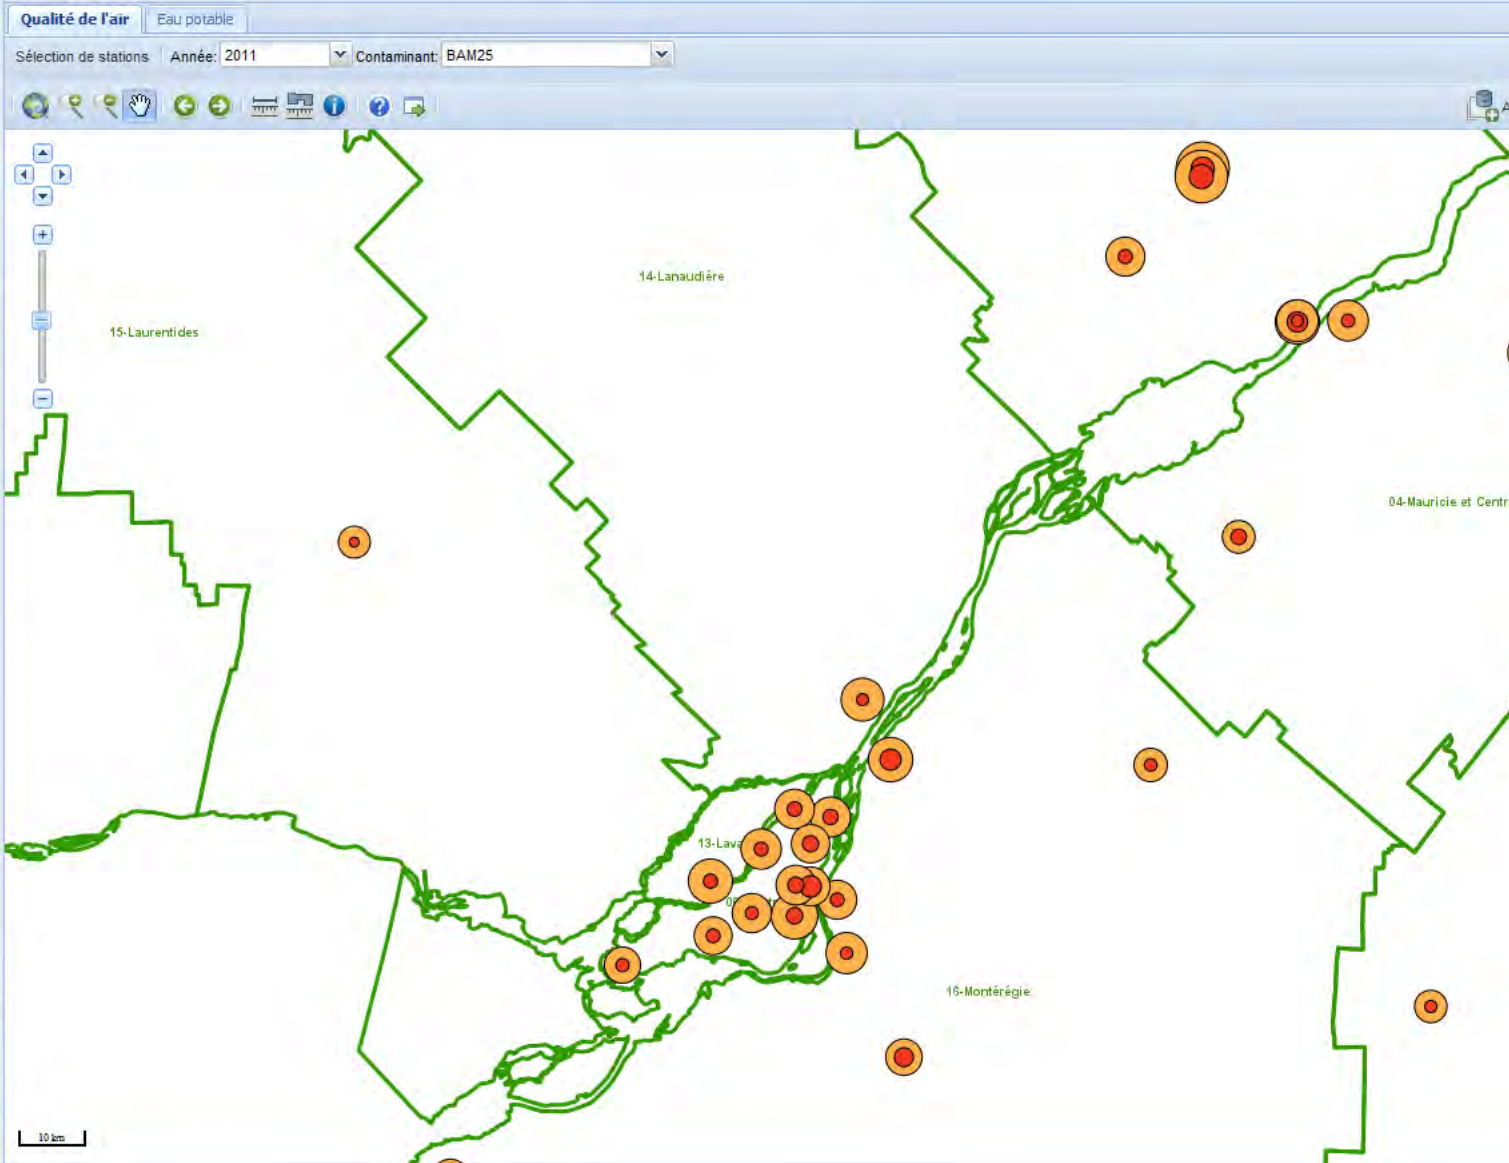 Qualité de l'air Eau potable
Sélection de stations Année: 2011 Contaminant: BAM25
14-Lanaudière
15-Laurentides
04-Mauricie et Centr
13-Lava
16-Montérégie
10 km